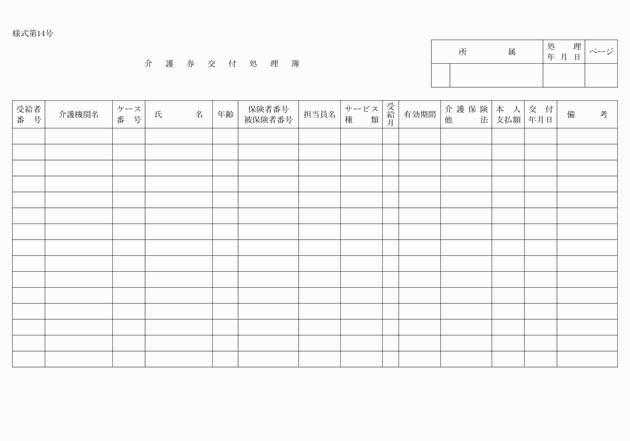 様式第14号
介護券交付処理簿
所属
処理
年月日
ページ
受給者
番号
介護機関名
ケース
番号
氏名
年齢
保険者番号
被保険者番号
担当員名
サービス
種類
受給月
有効期間
介護保険
他法
本人
支払額
交付
年月日
備考